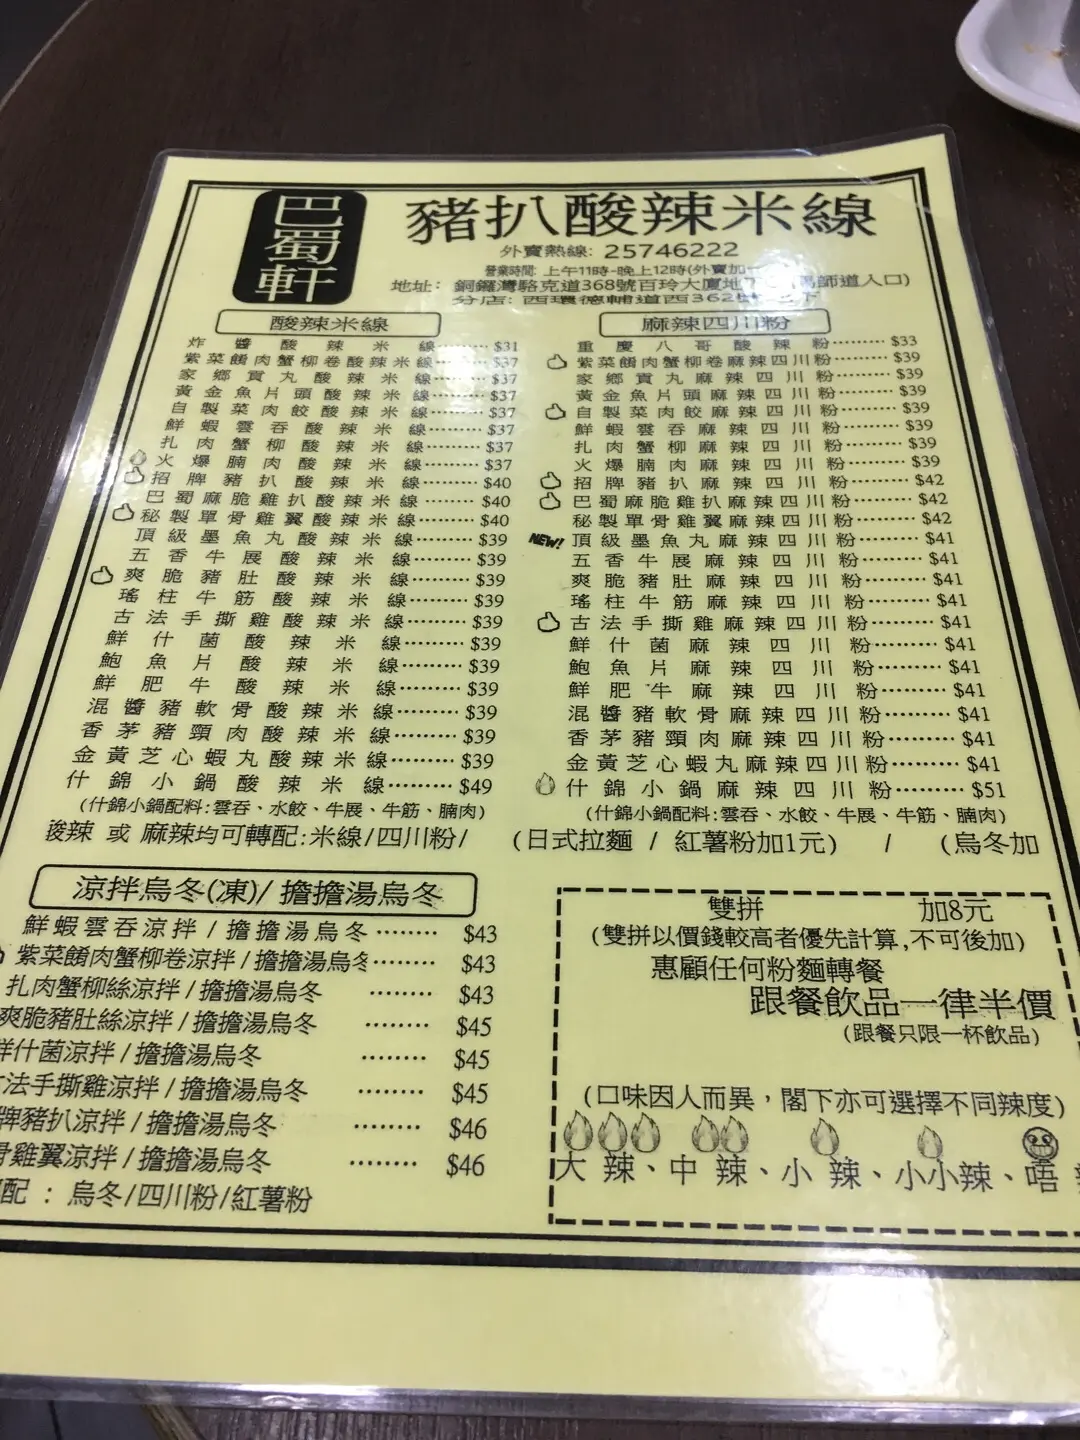 巴蜀軒
豬扒酸辣米線
外賣熱線: 25746222
營業時間: 上午11時-晚上12時(外賣加一
地址: 銅鑼灣駱克道368號百玲大廈地下 師道入口)
分店: 西環德輔道西362號 下
酸辣米線
炸醬酸辣米線·········$31
紫菜餚肉蟹柳卷酸辣米線·········$37
家鄉貢丸酸辣米線·········$37
黃金魚片頭酸辣米線·········$37
自製菜肉餃酸辣米線·········$37
鮮蝦雲吞酸辣米線·········$37
扎肉蟹柳酸辣米線·········$37
火爆腩肉酸辣米線·········$37
招牌豬扒酸辣米線·········$40
巴蜀麻脆雞扒酸辣米線·········$40
秘製單骨雞翼酸辣米線·········$40
頂級墨魚丸酸辣米線·········$39
五香牛展酸辣米線·········$39
爽脆豬肚酸辣米線·········$39
瑤柱牛筋酸辣米線·········$39
古法手撕雞酸辣米線·········$39
鮮什菌酸辣米線·········$39
鮑魚片酸辣米線·········$39
鮮肥牛酸辣米線·········$39
混醬豬軟骨酸辣米線·········$39
香茅豬頸肉酸辣米線·········$39
金黃芝心蝦丸酸辣米線·········$39
什錦小鍋酸辣米線·········$49
(什錦小鍋配料:雲吞、水餃、牛展、牛筋、腩肉)
麻辣四川粉
重慶八哥酸辣粉·········$33
紫菜餚肉蟹柳卷麻辣四川粉·········$39
家鄉貢丸麻辣四川粉·········$39
黃金魚片頭麻辣四川粉·········$39
自製菜肉餃麻辣四川粉·········$39
鮮蝦雲吞麻辣四川粉·········$39
扎肉蟹柳麻辣四川粉·········$39
火爆腩肉麻辣四川粉·········$39
招牌豬扒麻辣四川粉·········$42
巴蜀麻脆雞扒麻辣四川粉·········$42
秘製單骨雞翼麻辣四川粉·········$42
NEW! 頂級墨魚丸麻辣四川粉·········$41
五香牛展麻辣四川粉·········$41
爽脆豬肚麻辣四川粉·········$41
瑤柱牛筋麻辣四川粉·········$41
古法手撕雞麻辣四川粉·········$41
鮮什菌麻辣四川粉·········$41
鮑魚片麻辣四川粉·········$41
鮮肥牛麻辣四川粉·········$41
混醬豬軟骨麻辣四川粉·········$41
香茅豬頸肉麻辣四川粉·········$41
金黃芝心蝦丸麻辣四川粉·········$41
什錦小鍋麻辣四川粉·········$51
(什錦小鍋配料:雲吞、水餃、牛展、牛筋、腩肉)
酸辣 或 麻辣均可轉配:米線/四川粉/ (日式拉麵 / 紅薯粉加1元) / (烏冬加
涼拌烏冬(凍)/ 擔擔湯烏冬
鮮蝦雲吞涼拌 / 擔擔湯烏冬········ $43
紫菜餚肉蟹柳卷涼拌 / 擔擔湯烏冬········ $43
扎肉蟹柳絲涼拌 / 擔擔湯烏冬 ········ $43
爽脆豬肚絲涼拌 / 擔擔湯烏冬 ········ $45
鮮什菌涼拌 / 擔擔湯烏冬 ········ $45
法手撕雞涼拌 / 擔擔湯烏冬 ········ $45
牌豬扒涼拌 / 擔擔湯烏冬 ········ $46
骨雞翼涼拌 / 擔擔湯烏冬 ········ $46
配 : 烏冬/四川粉/紅薯粉
雙拼 加8元
(雙拼以價錢較高者優先計算,不可後加)
惠顧任何粉麵轉餐
跟餐飲品一律半價
(跟餐只限一杯飲品)
(口味因人而異，閣下亦可選擇不同辣度)
大辣、中辣、小辣、小小辣、唔